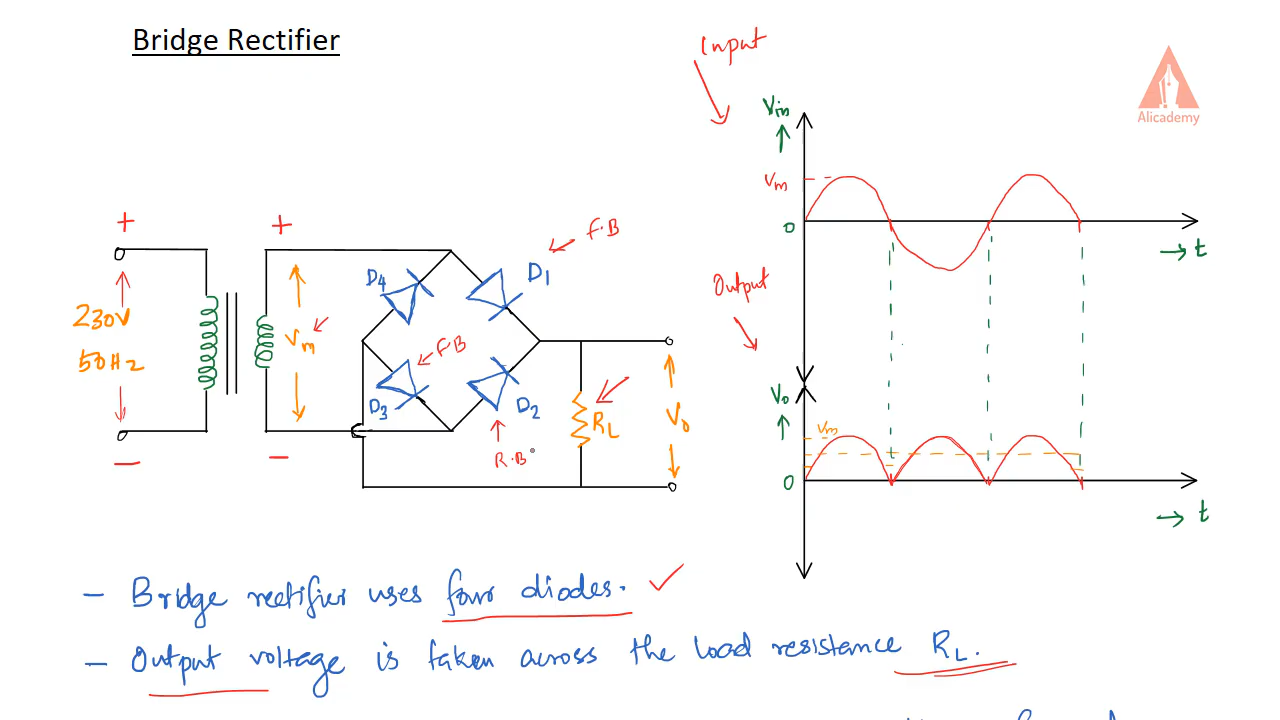 Bridge Rectifier
Input
Alicademy
Vin
Vm
0
t
+
+
F.B
D4
D1
230V
50Hz
Vm
F.B
D3
D2
RL
Vo
R.B
-
-
Output
Vo
Vm
0
t
- Bridge rectifier uses four diodes.
- Output voltage is taken across the load resistance RL.